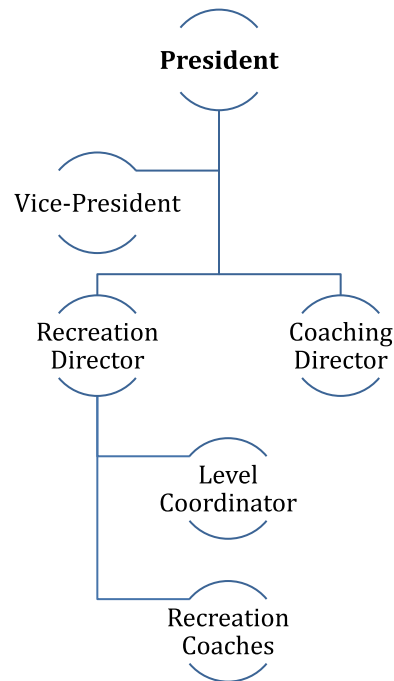 President
Vice-President
Recreation
Director
Coaching
Director
Level
Coordinator
Recreation
Coaches